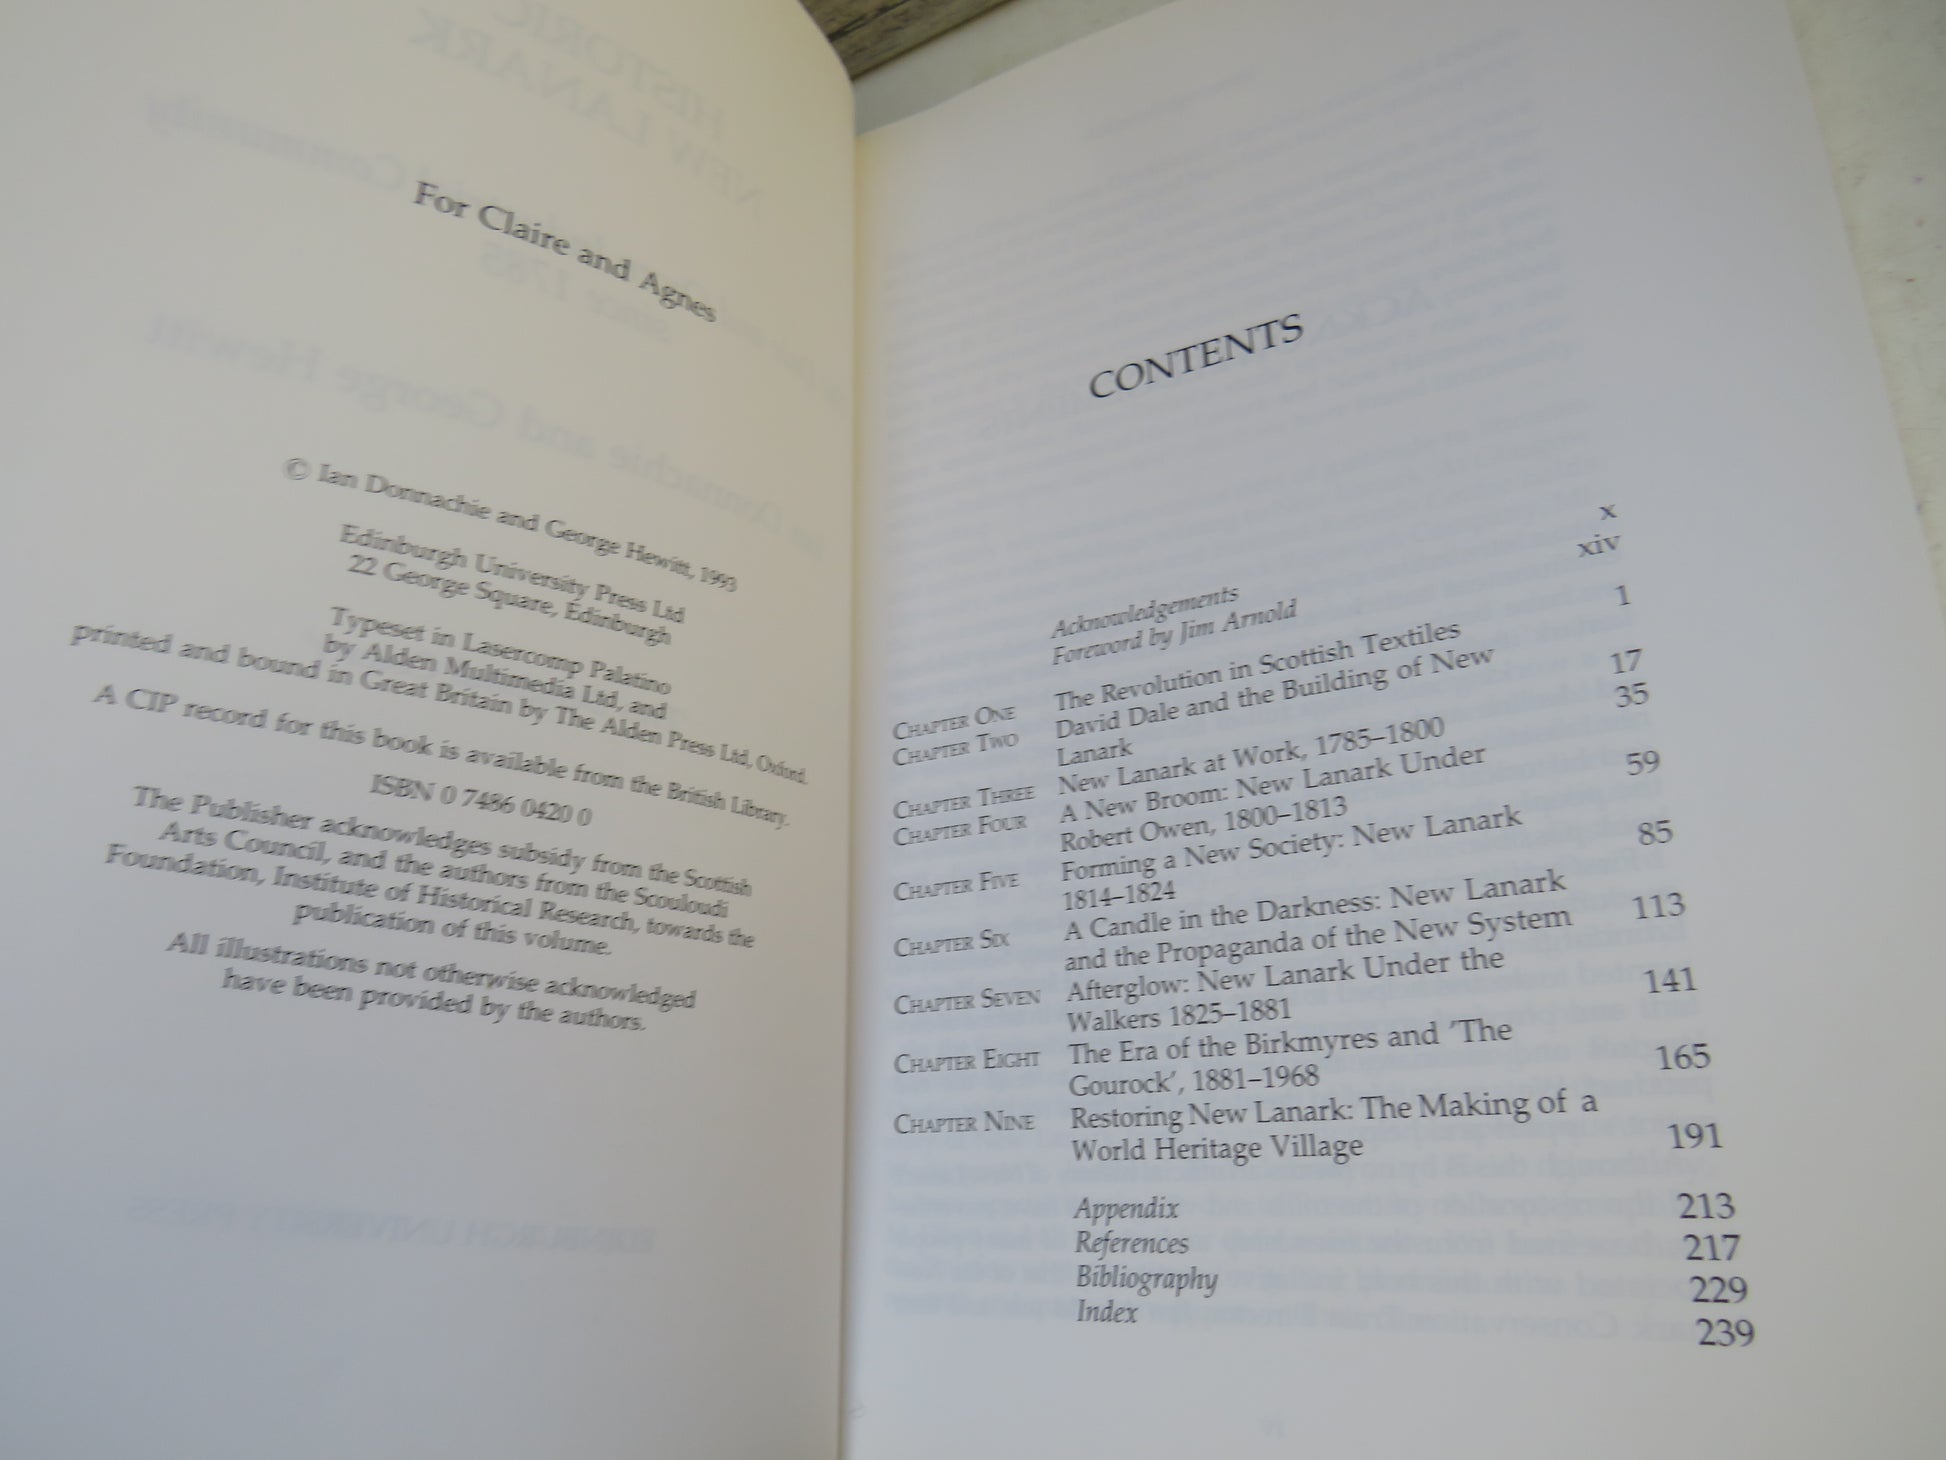 For Claire and Agnes
© Ian Donnachie and George Hewitt, 1993
Edinburgh University Press Ltd
22 George Square, Edinburgh
Typeset in Lasercomp Palatino
by Alden Multimedia Ltd, and
printed and bound in Great Britain by The Alden Press Ltd, Oxford.
A CIP record for this book is available from the British Library.
ISBN 0 7486 0420 0
The Publisher acknowledges subsidy from the Scottish
Arts Council, and the authors from the Scouloudi
Foundation, Institute of Historical Research, towards the
publication of this volume.
All illustrations not otherwise acknowledged
have been provided by the authors.
CONTENTS
Acknowledgements x
Foreword by Jim Arnold xiv
CHAPTER ONE The Revolution in Scottish Textiles 1
CHAPTER TWO David Dale and the Building of New
Lanark 17
CHAPTER THREE New Lanark at Work, 1785–1800 35
CHAPTER FOUR A New Broom: New Lanark Under
Robert Owen, 1800–1813 59
CHAPTER FIVE Forming a New Society: New Lanark
1814–1824 85
CHAPTER SIX A Candle in the Darkness: New Lanark
and the Propaganda of the New System 113
CHAPTER SEVEN Afterglow: New Lanark Under the
Walkers 1825–1881 141
CHAPTER EIGHT The Era of the Birkmyres and 'The
Gourock', 1881–1968 165
CHAPTER NINE Restoring New Lanark: The Making of a
World Heritage Village 191
Appendix 213
References 217
Bibliography 229
Index 239